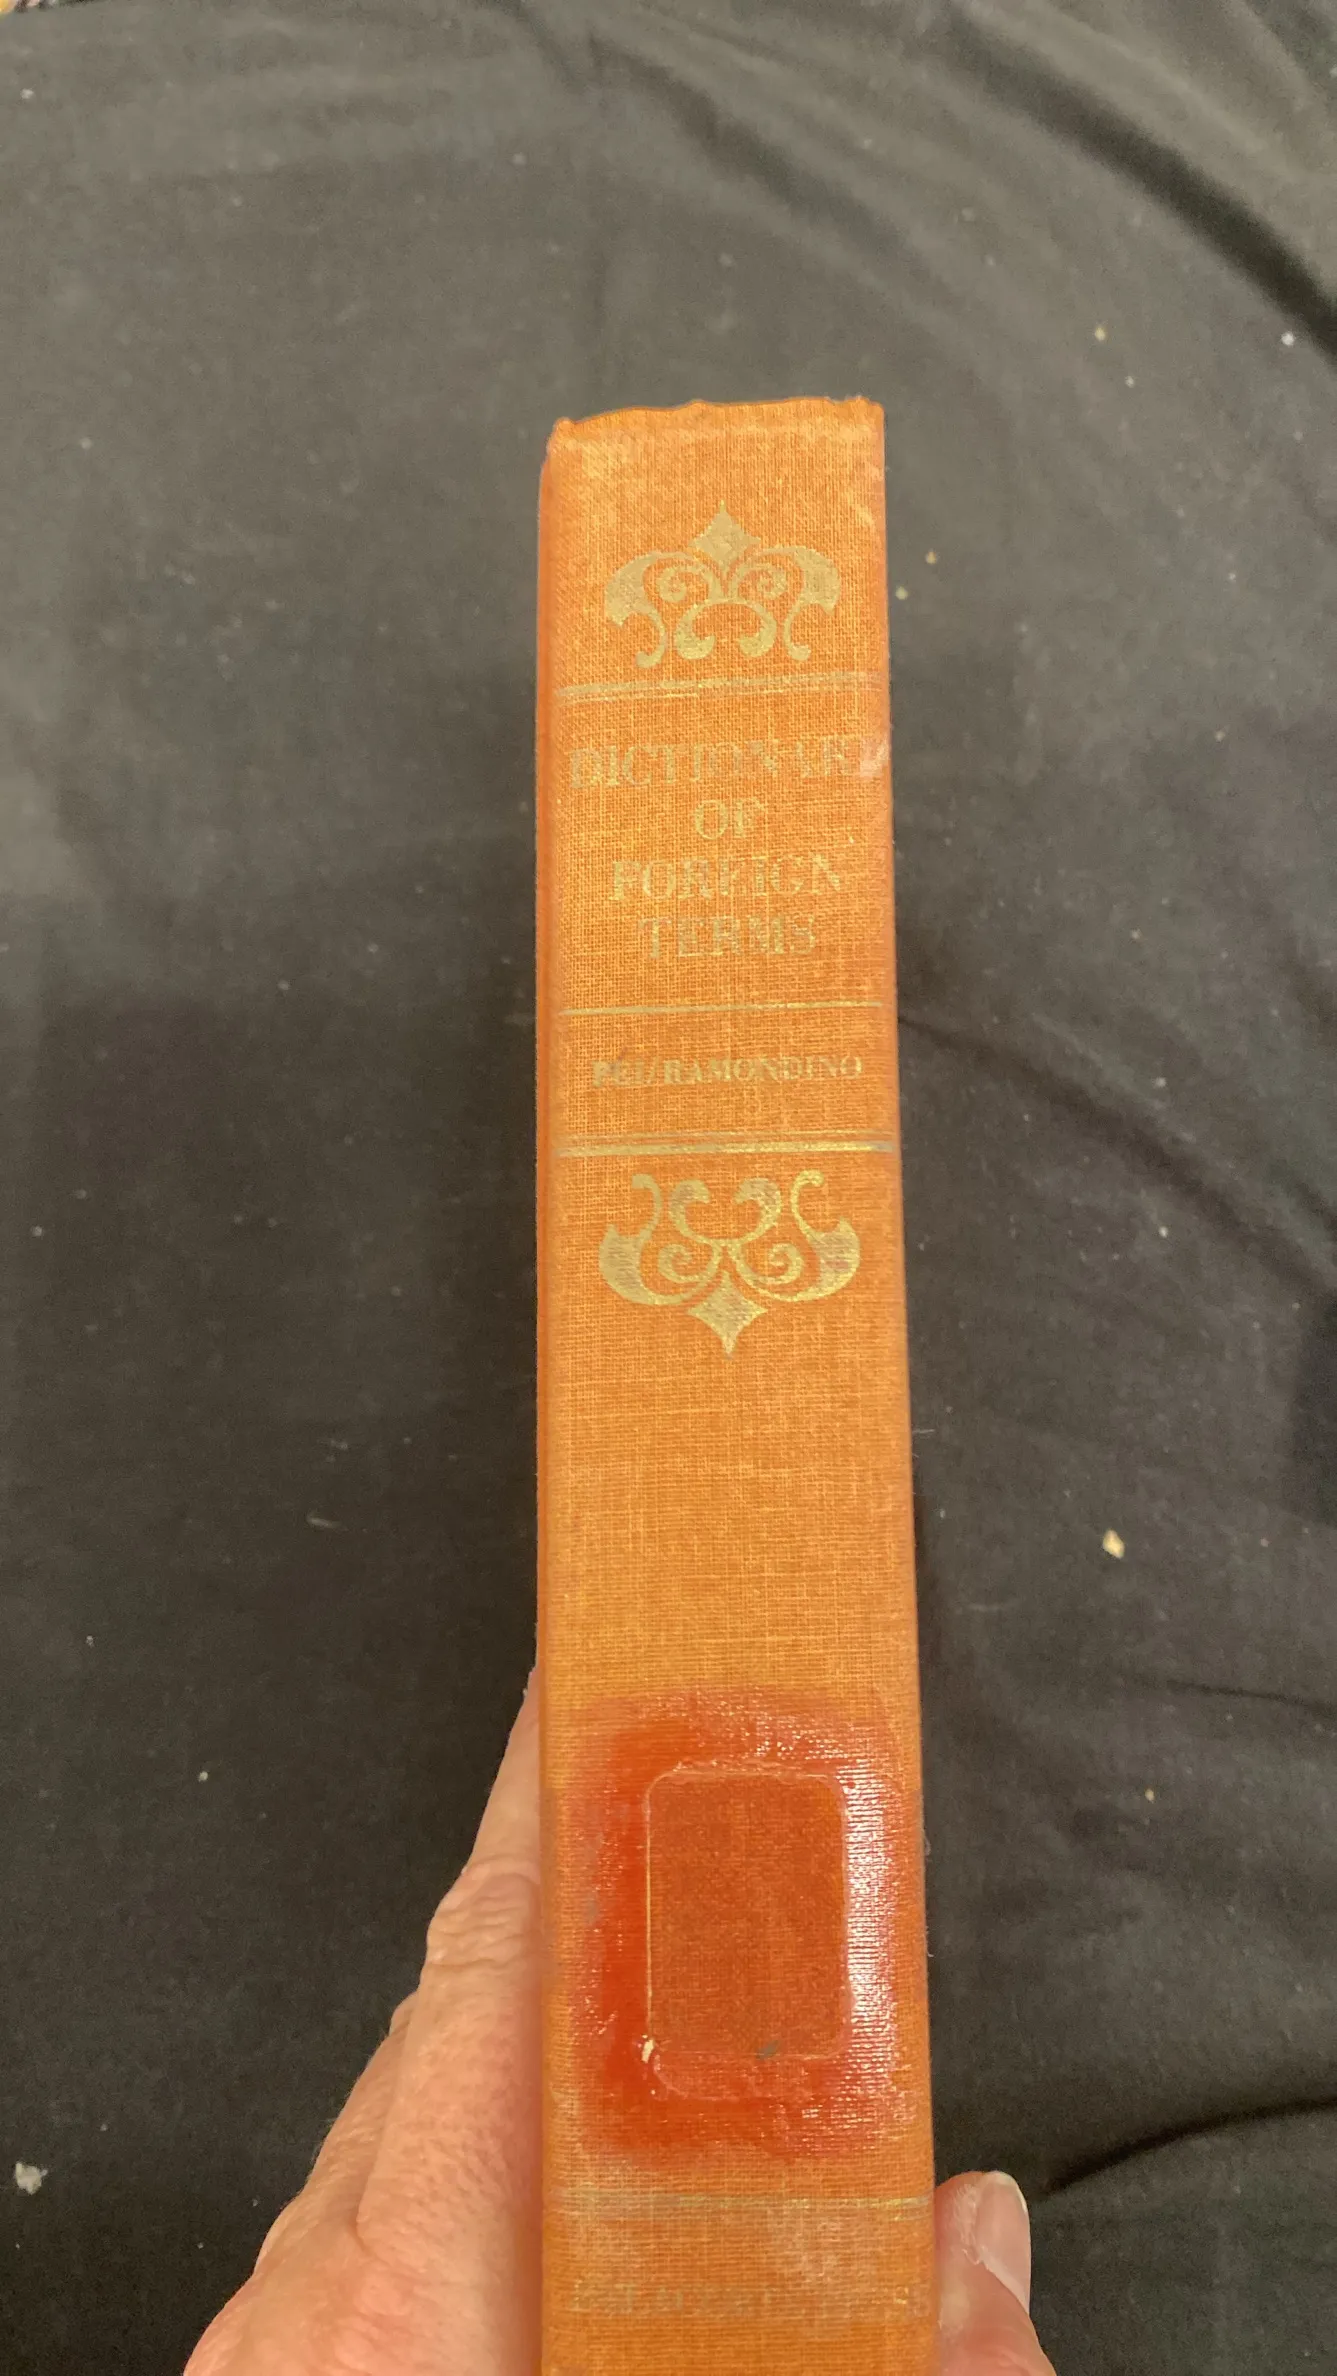 DICTIONARY
OF
FOREIGN
TERMS
PEI/RAMONDINO